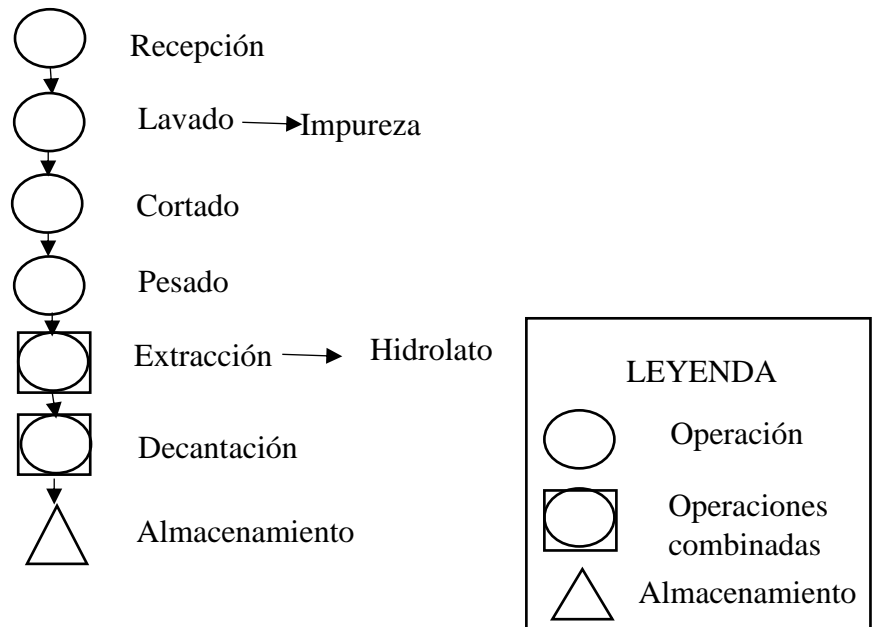 Recepción
Lavado
Impureza
Cortado
Pesado
Extracción
Hidrolato
Decantación
Almacenamiento
LEYENDA
Operación
Operaciones
combinadas
Almacenamiento